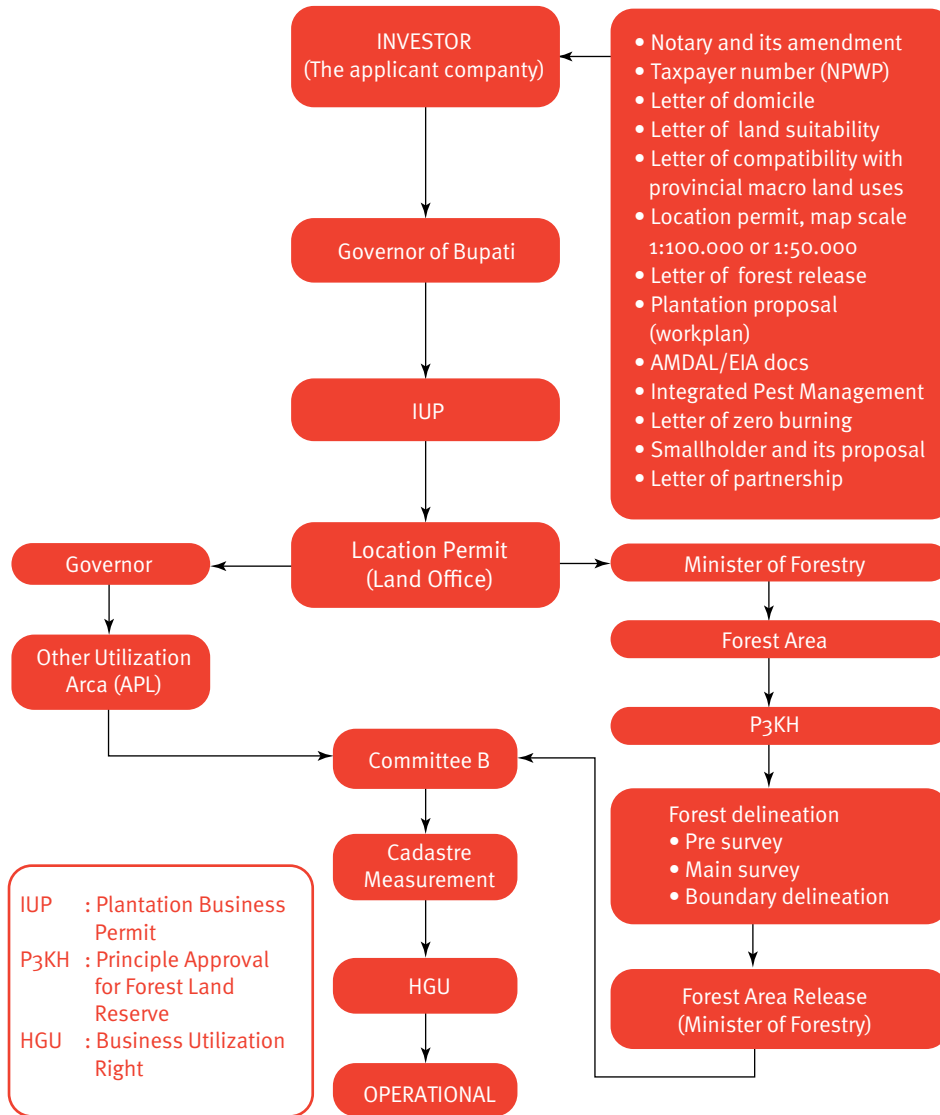 INVESTOR
(The applicant companty)
• Notary and its amendment
• Taxpayer number (NPWP)
• Letter of domicile
• Letter of land suitability
• Letter of compatibility with
provincial macro land uses
• Location permit, map scale
1:100.000 or 1:50.000
• Letter of forest release
• Plantation proposal
(workplan)
• AMDAL/EIA docs
• Integrated Pest Management
• Letter of zero burning
• Smallholder and its proposal
• Letter of partnership
Governor of Bupati
IUP
Location Permit
(Land Office)
Governor
Other Utilization
Arca (APL)
Minister of Forestry
Forest Area
P3KH
Forest delineation
• Pre survey
• Main survey
• Boundary delineation
Forest Area Release
(Minister of Forestry)
Committee B
Cadastre
Measurement
HGU
OPERATIONAL
IUP : Plantation Business
Permit
P3KH : Principle Approval
for Forest Land
Reserve
HGU : Business Utilization
Right